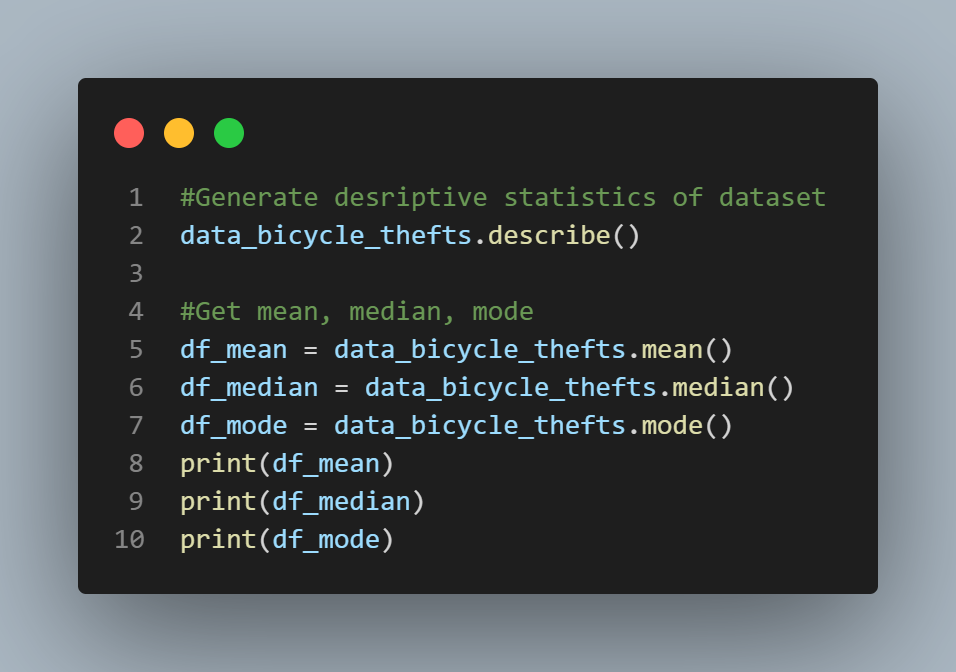 1 #Generate desriptive statistics of dataset
2 data_bicycle_thefts.describe()
3
4 #Get mean, median, mode
5 df_mean = data_bicycle_thefts.mean()
6 df_median = data_bicycle_thefts.median()
7 df_mode = data_bicycle_thefts.mode()
8 print(df_mean)
9 print(df_median)
10 print(df_mode)